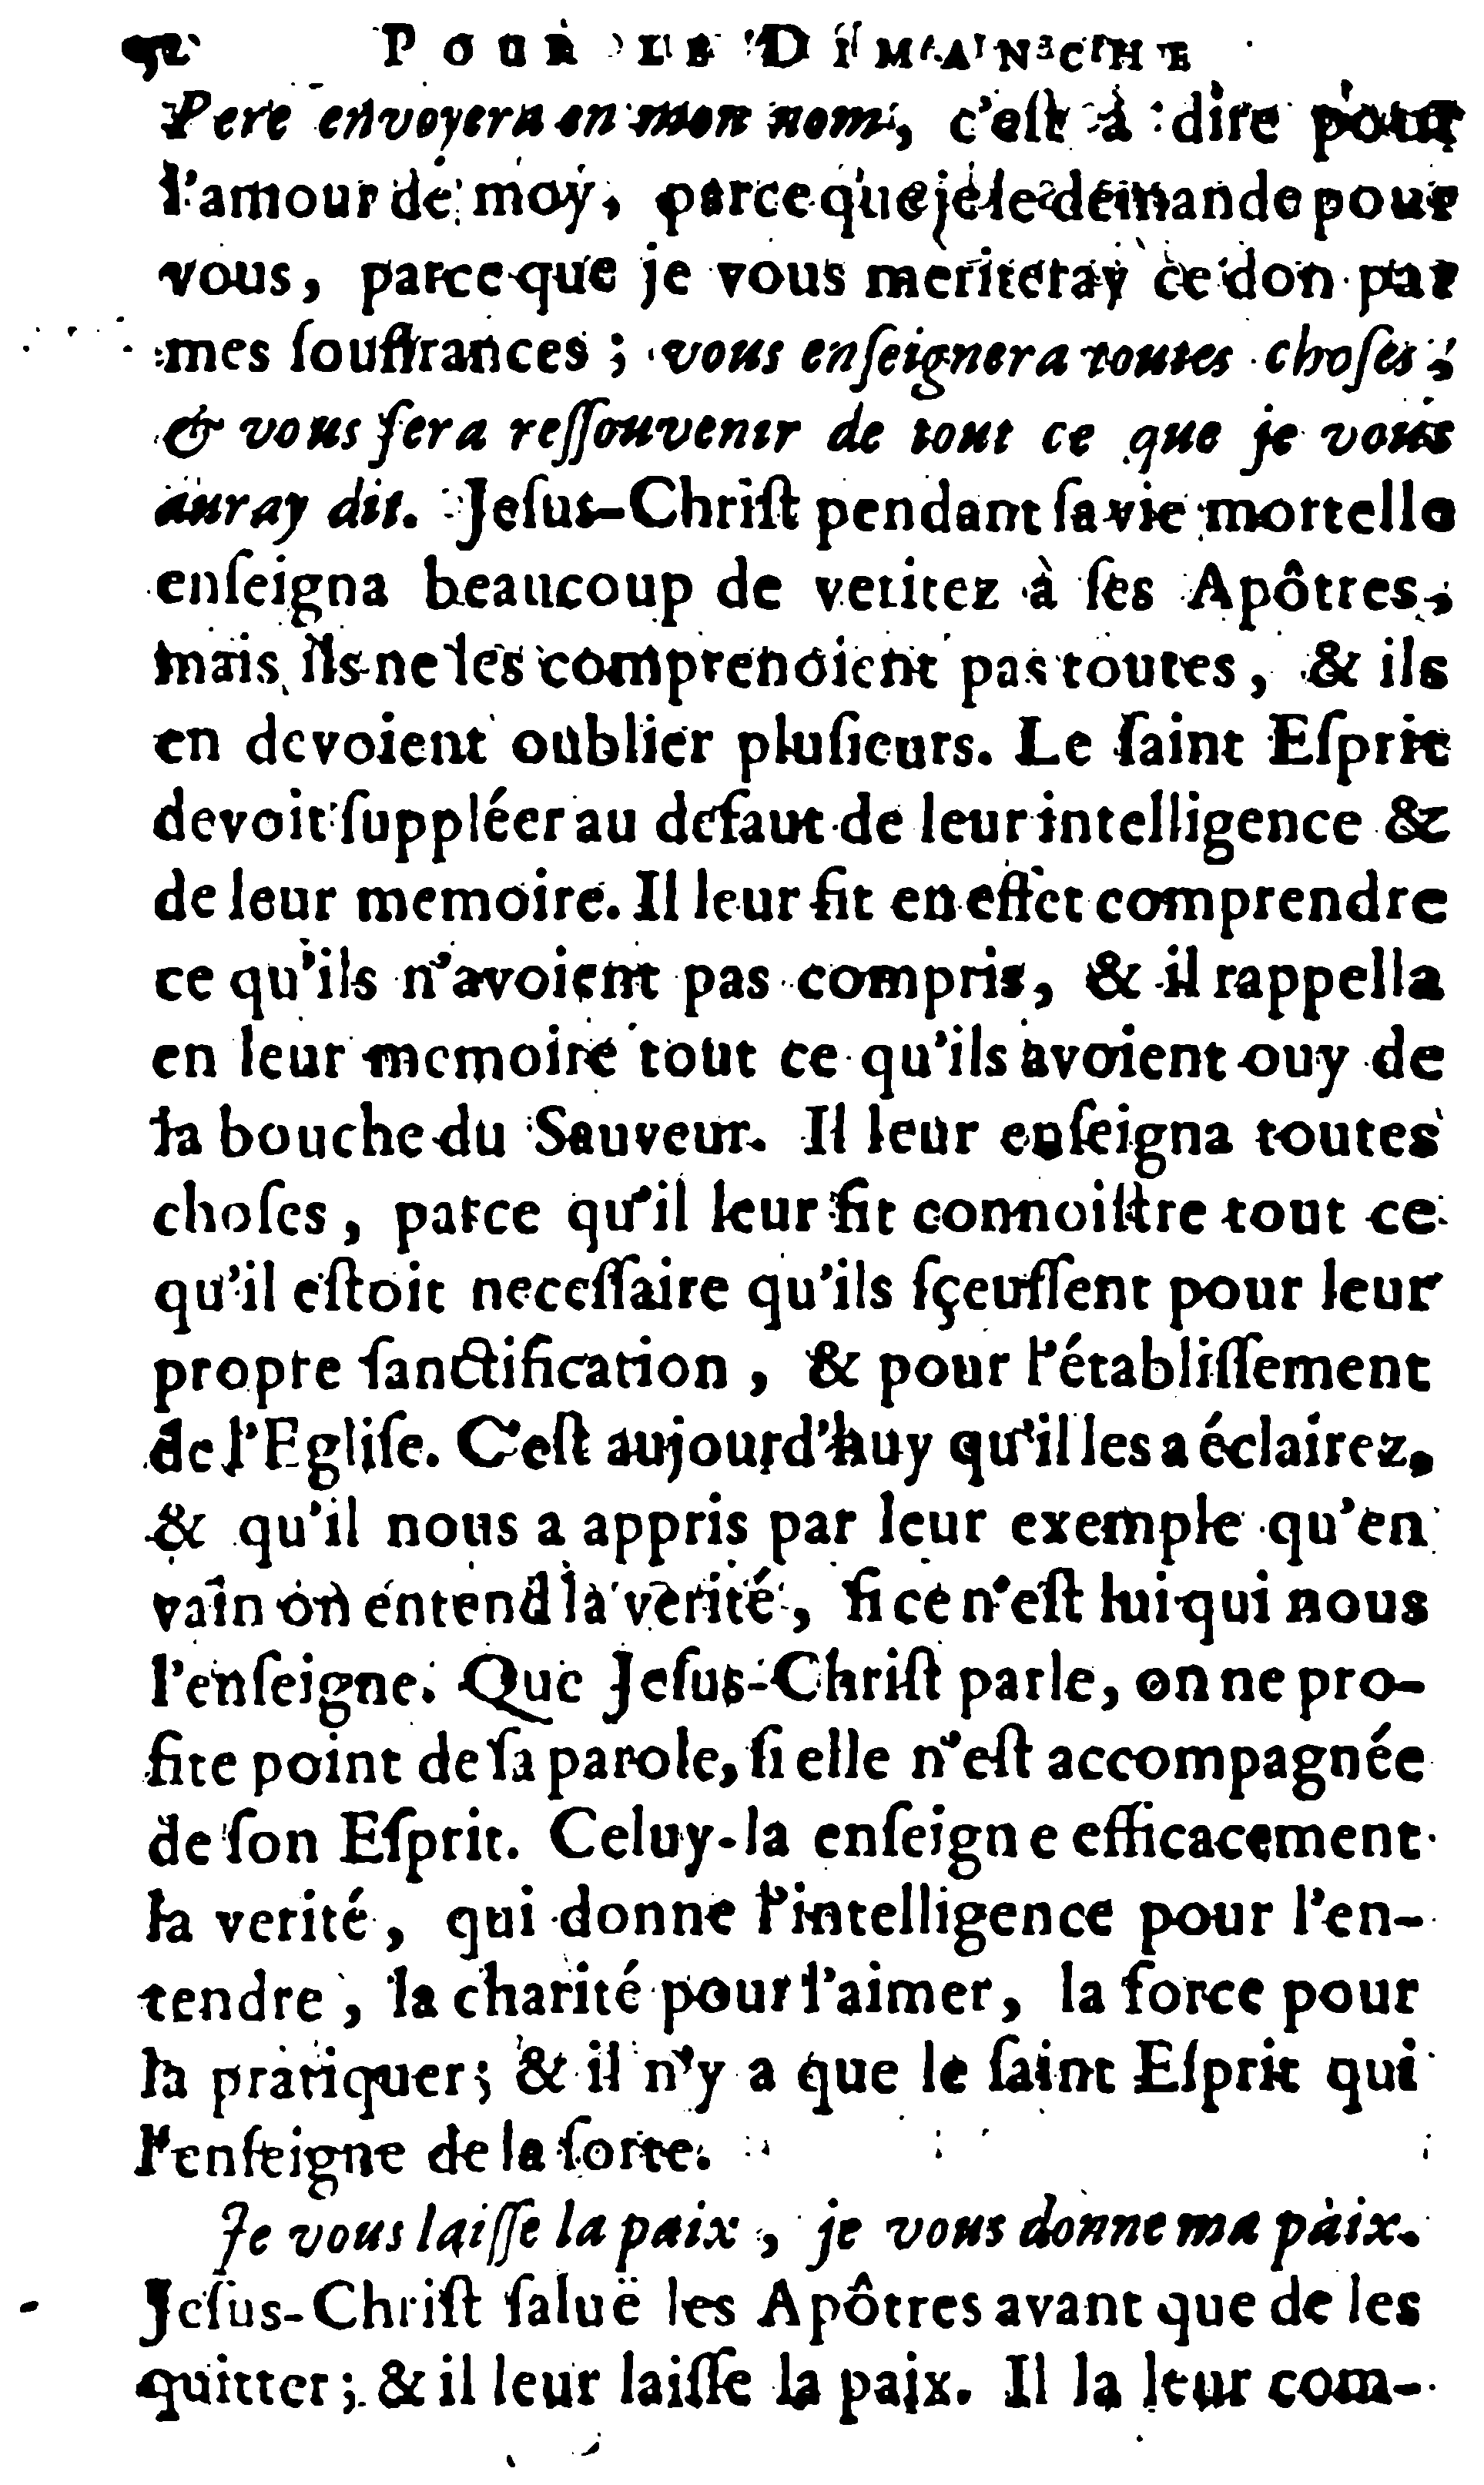 92 POUR LE DIMANCHE
Pere envoyera en mon nom, c'eſt à dire pour
l'amour de moy, parce que je le demande pour
vous, parce que je vous meriteray ce don par
mes ſouffrances ; vous enſeignera toutes choſes,
& vous fera reſſouvenir de tout ce que je vous
auray dit. Jeſus-Chriſt pendant ſa vie mortelle
enſeigna beaucoup de veritez à ſes Apôtres,
mais ils ne les comprenoient pas toutes, & ils
en devoient oublier pluſieurs. Le ſaint Eſprit
devoit ſuppléer au defaut de leur intelligence &
de leur memoire. Il leur fit en effet comprendre
ce qu'ils n'avoient pas compris, & il rappella
en leur memoire tout ce qu'ils avoient ouy de
la bouche du Sauveur. Il leur enſeigna toutes
choſes, parce qu'il leur fit connoiſtre tout ce
qu'il eſtoit neceſſaire qu'ils ſçeuſſent pour leur
propre ſanctification, & pour l'établiſſement
de l'Egliſe. C'eſt aujourd'huy qu'il les a éclairez,
& qu'il nous a appris par leur exemple qu'en
vain on entend la verité, ſi ce n'eſt lui qui nous
l'enſeigne. Que Jeſus-Chriſt parle, on ne pro-
fite point de ſa parole, ſi elle n'eſt accompagnée
de ſon Eſprit. Celuy-la enſeigne efficacement
la verité, qui donne l'intelligence pour l'en-
tendre, la charité pour l'aimer, la force pour
la pratiquer; & il n'y a que le ſaint Eſprit qui
l'enſeigne de la ſorte.
Je vous laiſſe la paix, je vous donne ma paix.
Jeſus-Chriſt ſaluë les Apôtres avant que de les
quitter; & il leur laiſſe la paix. Il la leur com-